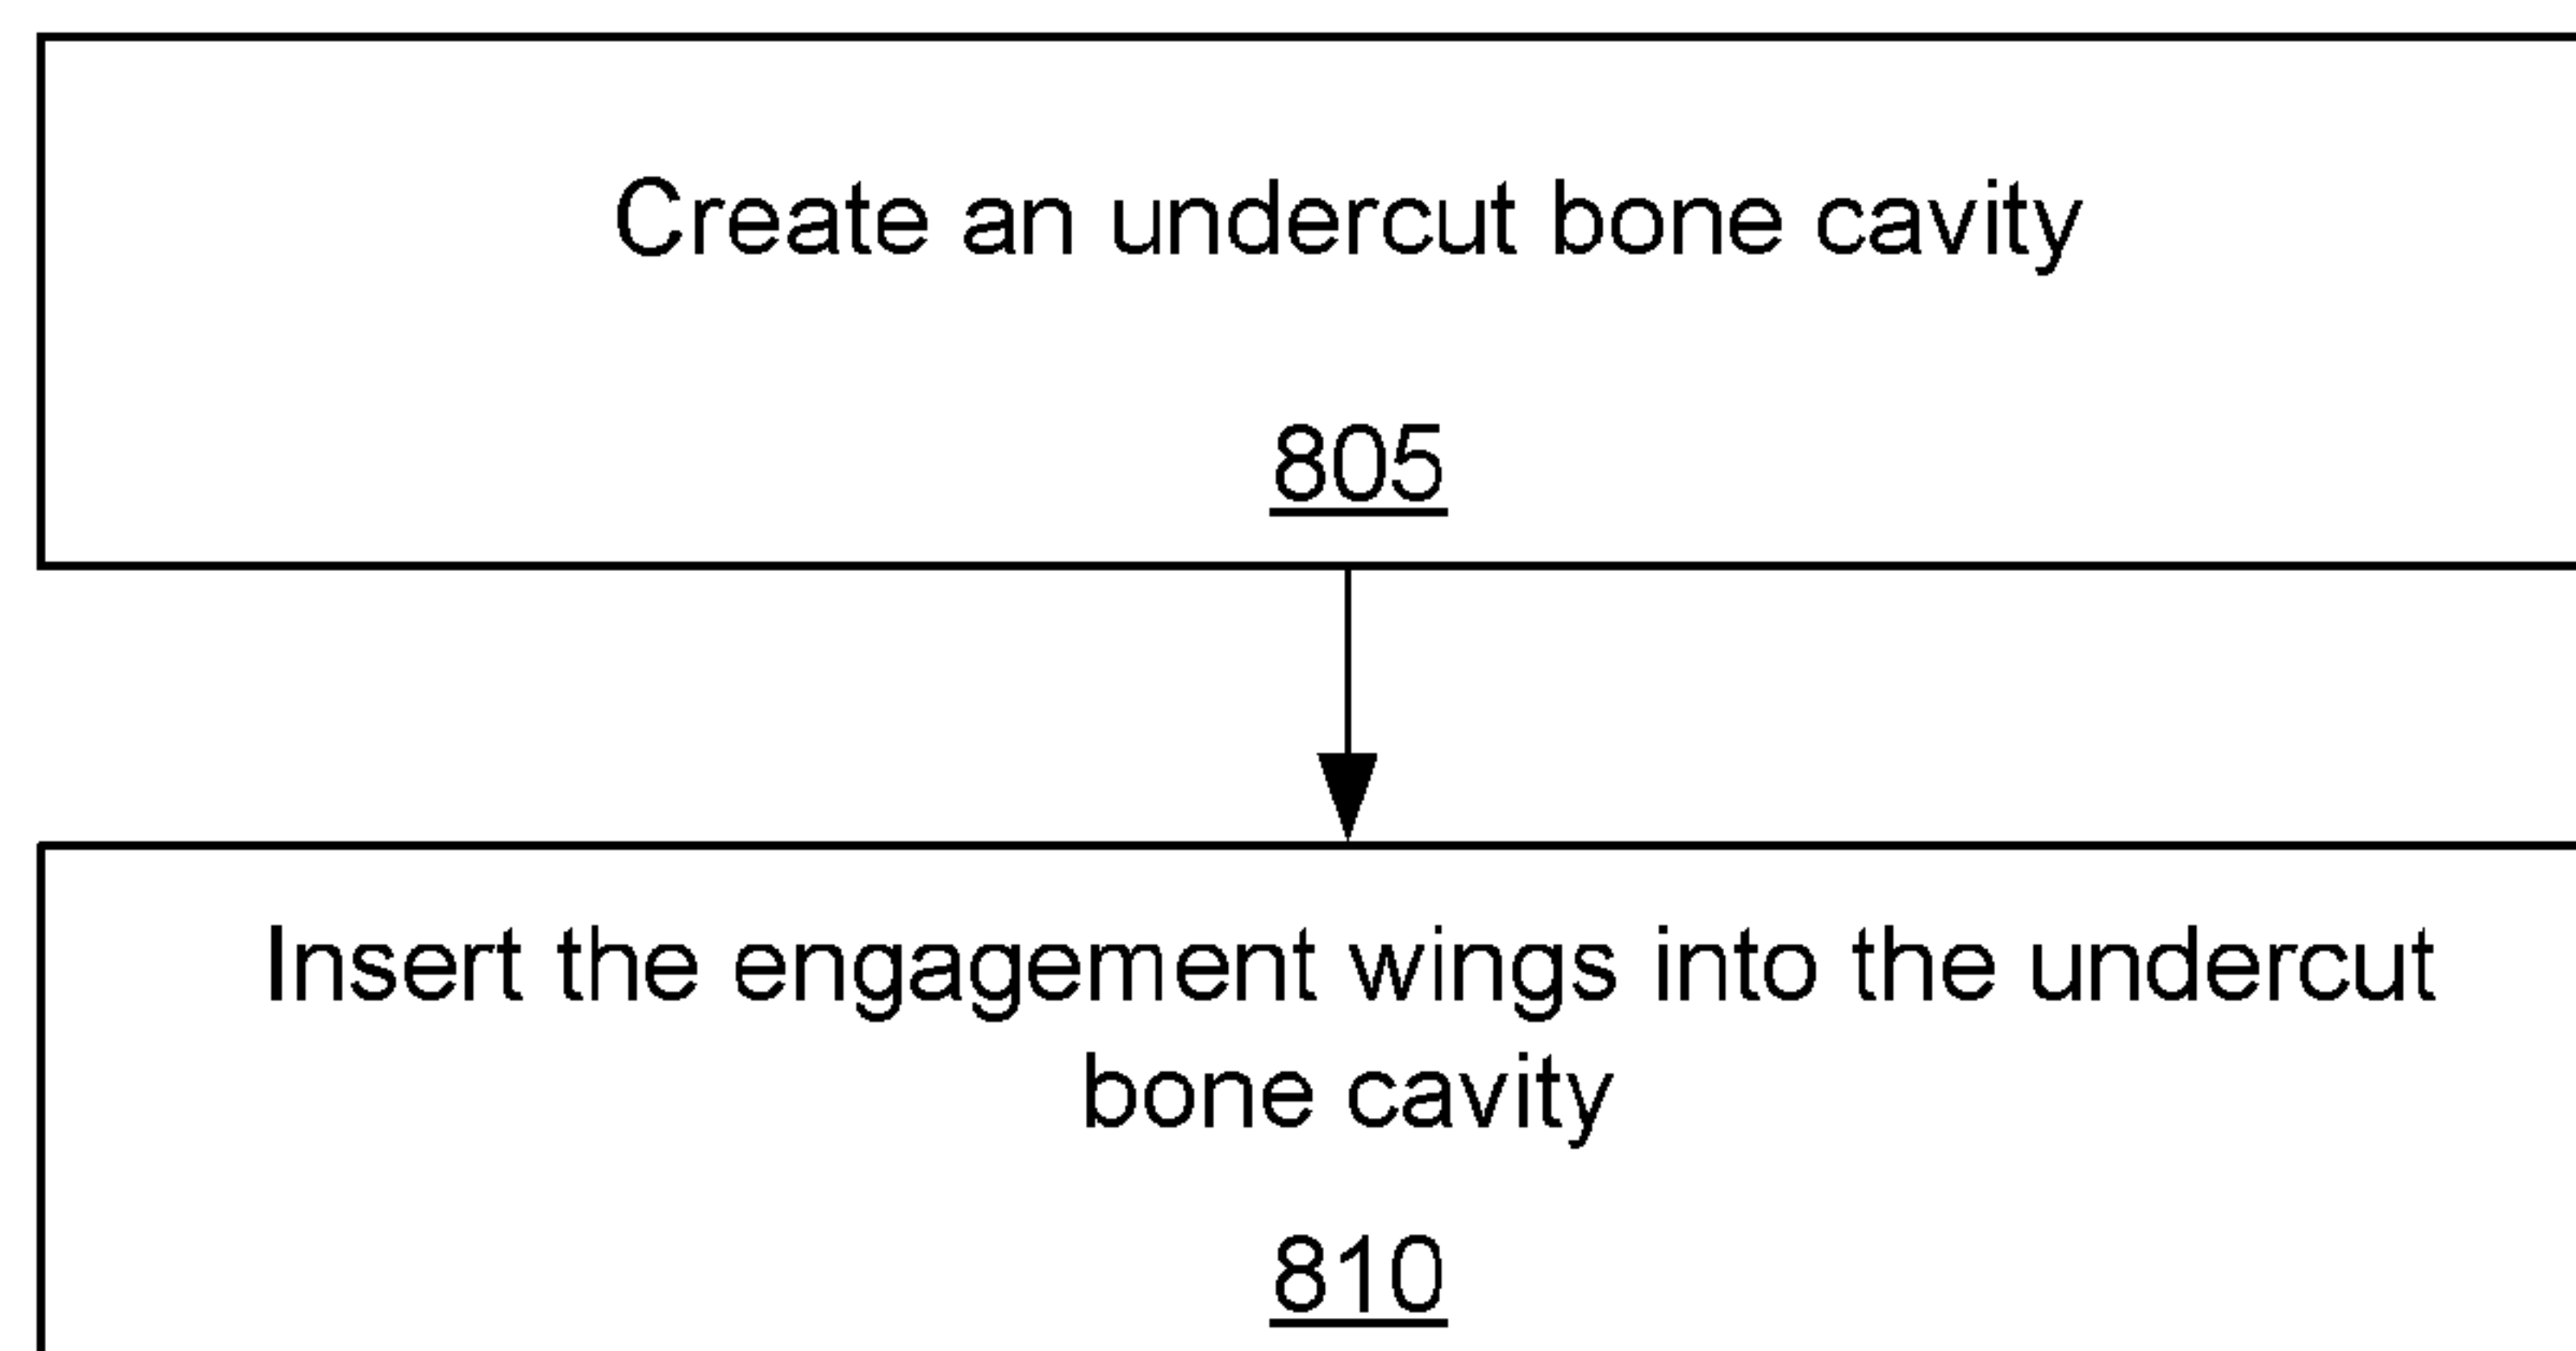 Create an undercut bone cavity
805
Insert the engagement wings into the undercut
bone cavity
810